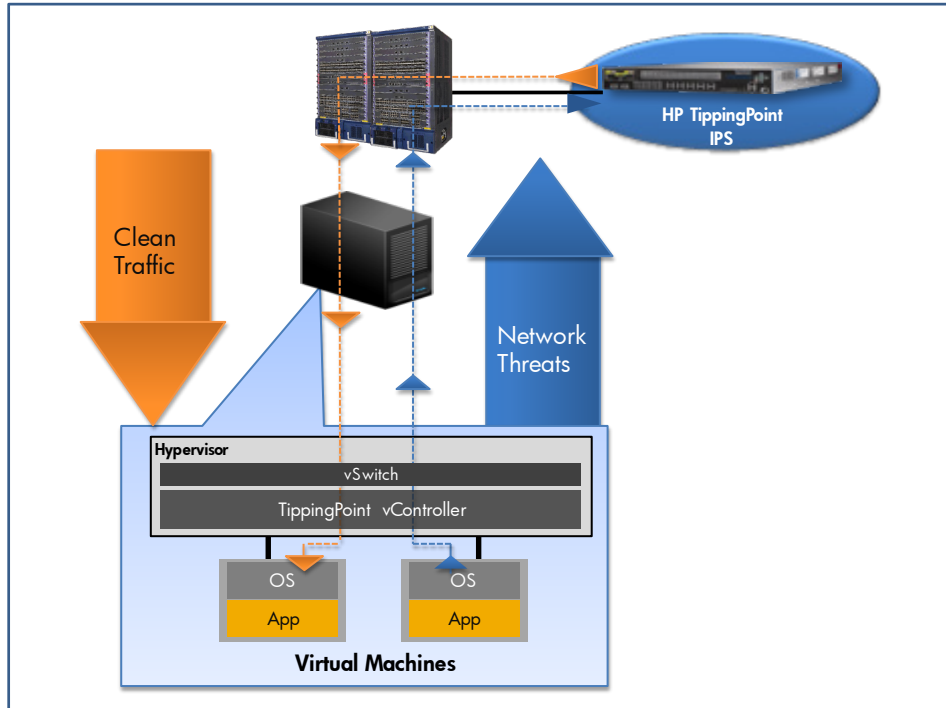 HP TippingPoint
IPS
Clean
Traffic
Network
Threats
Hypervisor
vSwitch
TippingPoint vController
OS
OS
App
App
Virtual Machines